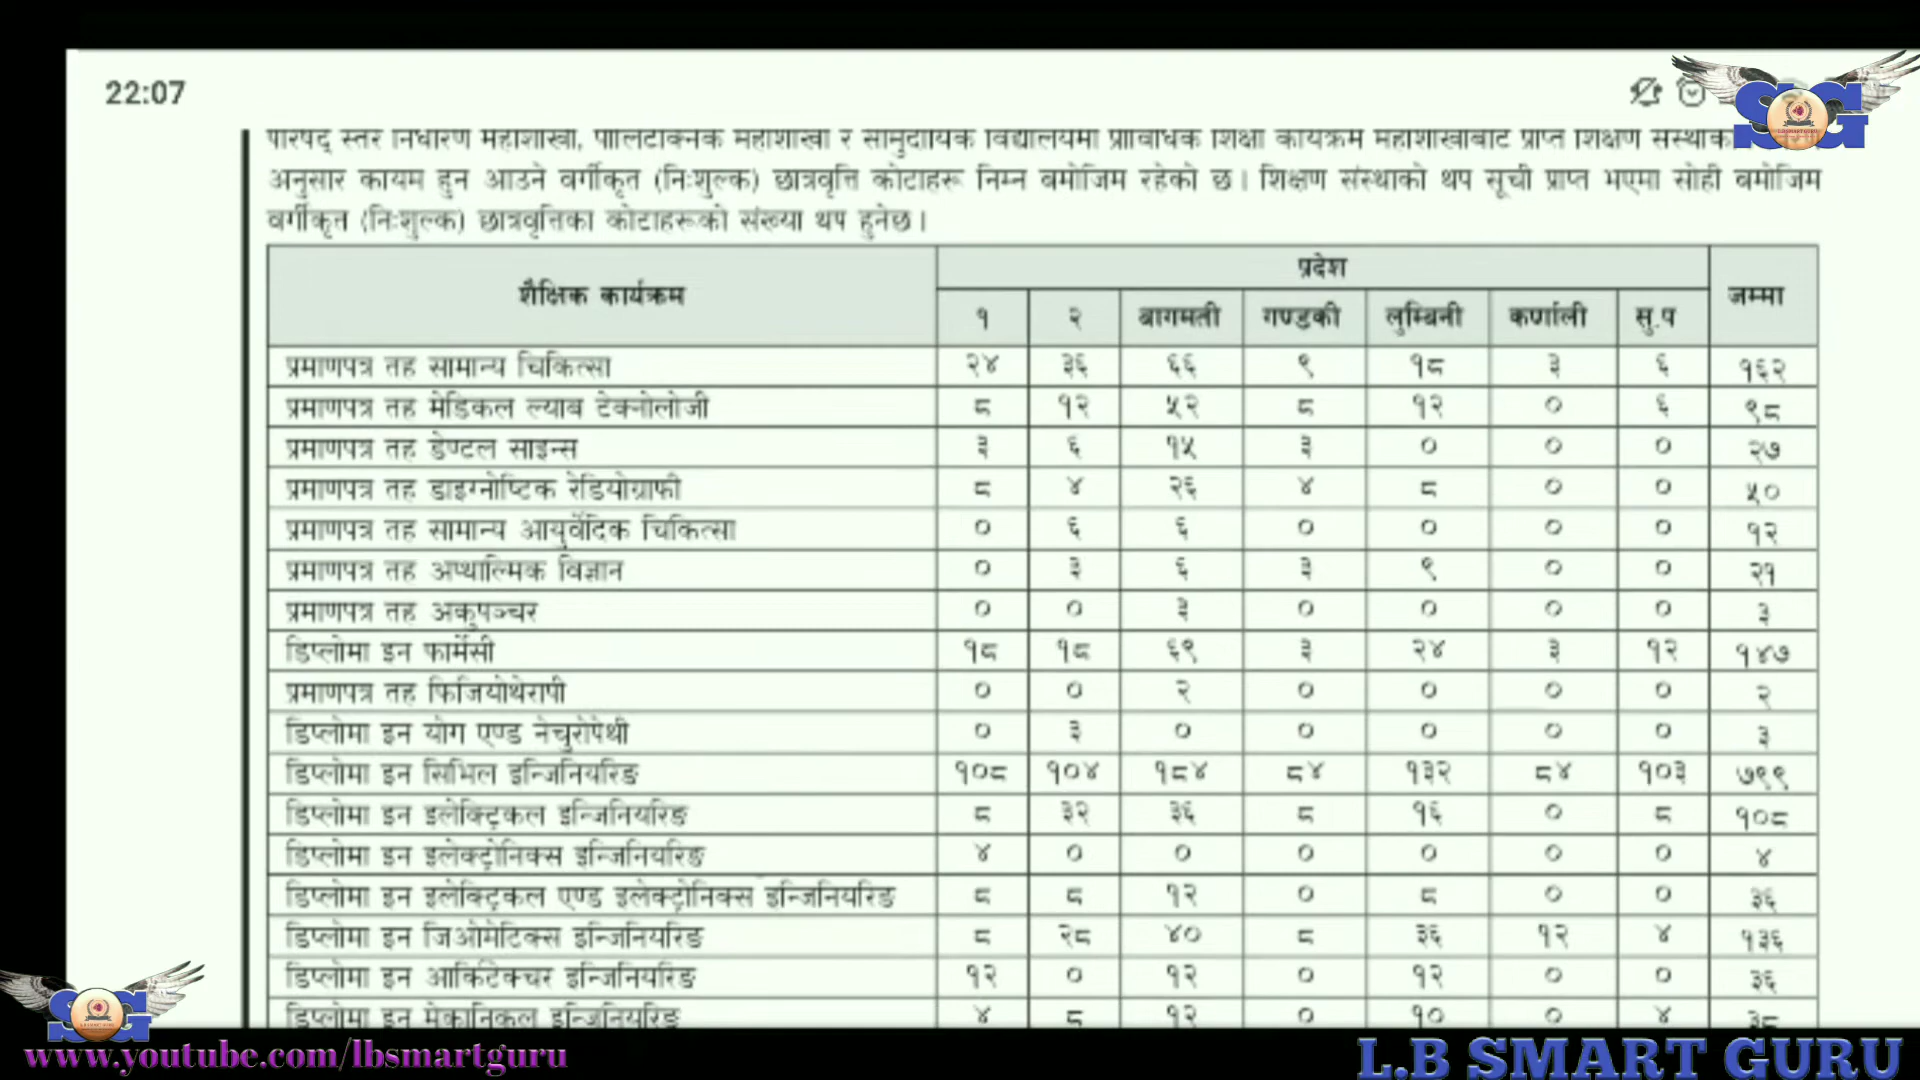 22:07
परिषद् स्तर निर्धारण महाशाखा, पोलिटेक्निक महाशाखा र सामुदायिक विद्यालयमा प्राविधिक शिक्षा कार्यक्रम महाशाखाबाट प्राप्त शिक्षण संस्थाका
अनुसार कायम हुन आउने वर्गीकृत (निःशुल्क) छात्रवृत्ति कोटाहरू निम्न बमोजिम रहेको छ। शिक्षण संस्थाको थप सूची प्राप्त भएमा सोही बमोजिम
वर्गीकृत (निःशुल्क) छात्रवृत्तिका कोटाहरूको संख्या थप हुनेछ।
शैक्षिक कार्यक्रम प्रदेश जम्मा
१ २ बागमती गण्डकी लुम्बिनी कर्णाली सु.प
प्रमाणपत्र तह सामान्य चिकित्सा २४ ३६ ६६ ९ १८ ३ ६ १६२
प्रमाणपत्र तह मेडिकल ल्याब टेक्नोलोजी ८ १२ ५२ ८ १२ ० ६ ९८
प्रमाणपत्र तह डेण्टल साइन्स ३ ६ १५ ३ ० ० ० २७
प्रमाणपत्र तह डाइग्नोष्टिक रेडियोग्राफी ८ ४ २६ ४ ८ ० ० ५०
प्रमाणपत्र तह सामान्य आयुर्वेदिक चिकित्सा ० ६ ६ ० ० ० ० १२
प्रमाणपत्र तह अप्थाल्मिक विज्ञान ० ३ ६ ३ ९ ० ० २१
प्रमाणपत्र तह अकुपञ्चर ० ० ३ ० ० ० ० ३
डिप्लोमा इन फार्मेसी १८ १८ ६९ ३ २४ ३ १२ १४७
प्रमाणपत्र तह फिजियोथेरापी ० ० २ ० ० ० ० २
डिप्लोमा इन योग एण्ड नेचुरोपेथी ० ३ ० ० ० ० ० ३
डिप्लोमा इन सिभिल इन्जिनियरिङ १०८ १०४ १८४ ८४ १३२ ८४ १०३ ७९९
डिप्लोमा इन इलेक्ट्रिकल इन्जिनियरिङ ८ ३२ ३६ ८ १६ ० ८ १०८
डिप्लोमा इन इलेक्ट्रोनिक्स इन्जिनियरिङ ४ ० ० ० ० ० ० ४
डिप्लोमा इन इलेक्ट्रिकल एण्ड इलेक्ट्रोनिक्स इन्जिनियरिङ ८ ८ १२ ० ८ ० ० ३६
डिप्लोमा इन जिओमेटिक्स इन्जिनियरिङ ८ २८ ४० ८ ३६ १२ ४ १३६
डिप्लोमा इन आर्किटेक्चर इन्जिनियरिङ १२ ० १२ ० १२ ० ० ३६
डिप्लोमा इन मेकानिकल इन्जिनियरिङ ४ ८ १२ ० १० ० ४ ३८
SG
SG
www.youtube.com/lbsmartguru
L.B SMART GURU